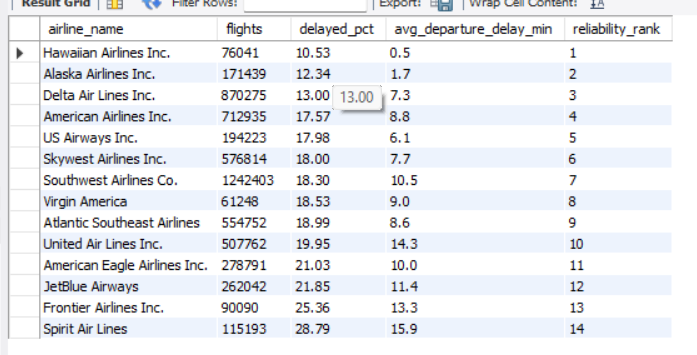 Result Grid Filter Rows: Export: Wrap Cell Content: IA
airline_name flights delayed_pct avg_departure_delay_min reliability_rank
Hawaiian Airlines Inc. 76041 10.53 0.5 1
Alaska Airlines Inc. 171439 12.34 1.7 2
Delta Air Lines Inc. 870275 13.00 13.00 7.3 3
American Airlines Inc. 712935 17.57 8.8 4
US Airways Inc. 194223 17.98 6.1 5
Skywest Airlines Inc. 576814 18.00 7.7 6
Southwest Airlines Co. 1242403 18.30 10.5 7
Virgin America 61248 18.53 9.0 8
Atlantic Southeast Airlines 554752 18.99 8.6 9
United Air Lines Inc. 507762 19.95 14.3 10
American Eagle Airlines Inc. 278791 21.03 10.0 11
JetBlue Airways 262042 21.85 11.4 12
Frontier Airlines Inc. 90090 25.36 13.3 13
Spirit Air Lines 115193 28.79 15.9 14